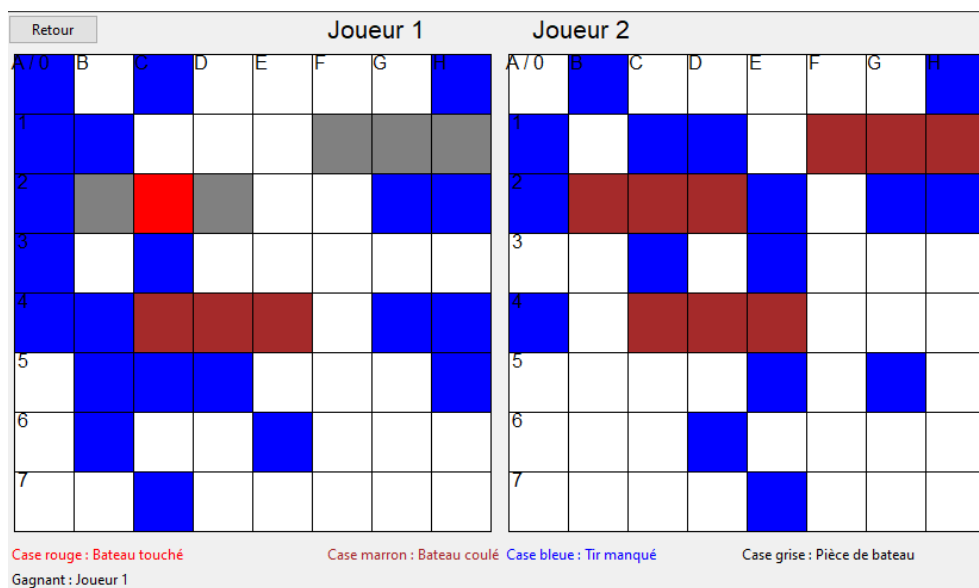 Retour
Joueur 1
Joueur 2
A / 0 B C D E F G H
1
2
3
4
5
6
7
A / 0 B C D E F G H
1
2
3
4
5
6
7
Case rouge : Bateau touché
Case marron : Bateau coulé
Case bleue : Tir manqué
Case grise : Pièce de bateau
Gagnant : Joueur 1